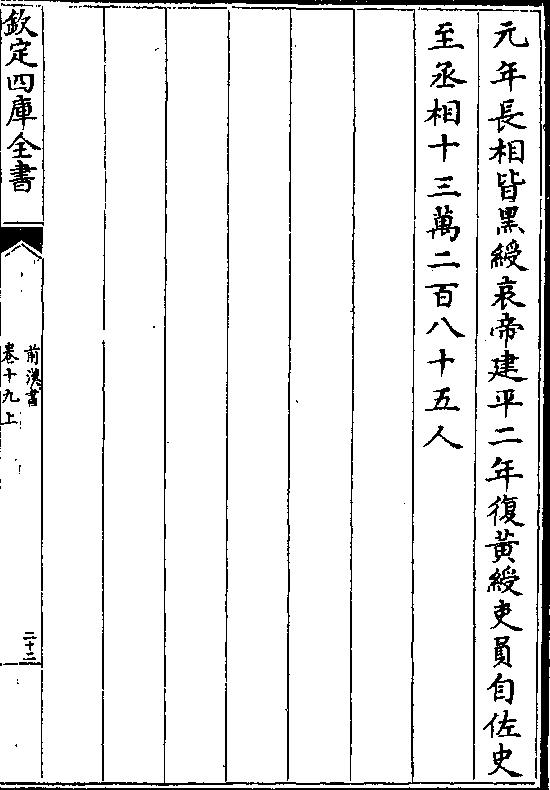 元年長相皆黑綬哀帝建平二年復黃綬吏員自佐史
至丞相十三萬二百八十五人
欽定四庫全書
前漢書
卷十九上
二十二